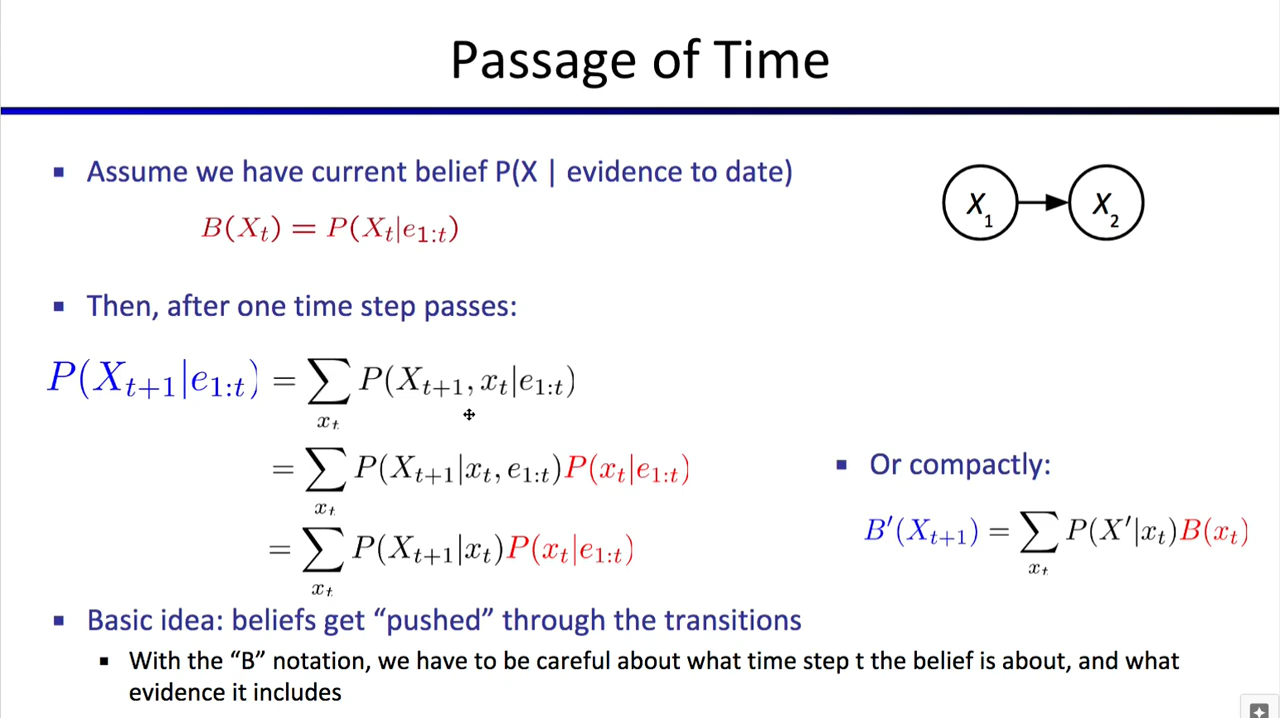 Passage of Time
▪ Assume we have current belief P(X | evidence to date)
B(X_t) = P(X_t|e_{1:t})
X_1
X_2
▪ Then, after one time step passes:
P(X_{t+1}|e_{1:t}) = ∑_{x_t} P(X_{t+1}, x_t|e_{1:t})
= ∑_{x_t} P(X_{t+1}|x_t, e_{1:t})P(x_t|e_{1:t})
= ∑_{x_t} P(X_{t+1}|x_t)P(x_t|e_{1:t})
▪ Or compactly:
B′(X_{t+1}) = ∑_{x_t} P(X′|x_t)B(x_t)
▪ Basic idea: beliefs get “pushed” through the transitions
▪ With the “B” notation, we have to be careful about what time step t the belief is about, and what
evidence it includes